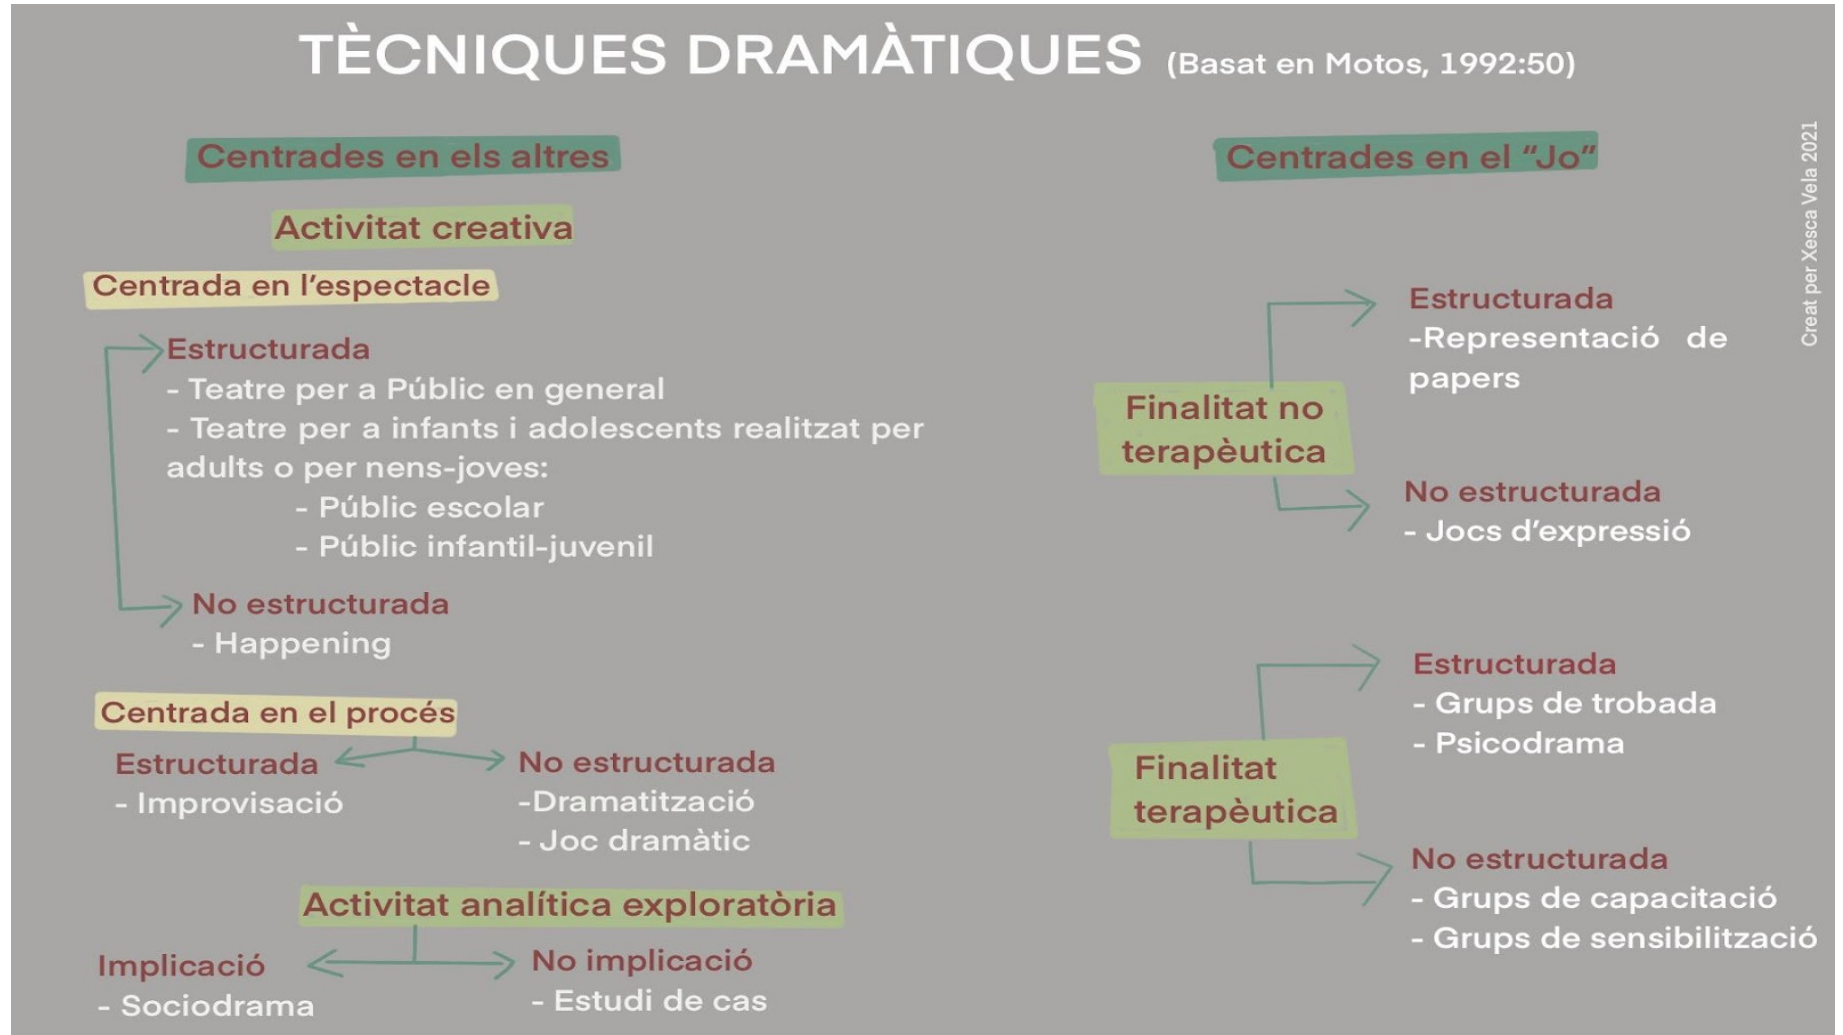 TÈCNIQUES DRAMÀTIQUES (Basat en Motos, 1992:50)
Centrades en els altres
Activitat creativa
Centrada en l’espectacle
Estructurada
- Teatre per a Públic en general
- Teatre per a infants i adolescents realitzat per
adults o per nens-joves:
- Públic escolar
- Públic infantil-juvenil
No estructurada
- Happening
Centrada en el procés
Estructurada
- Improvisació
No estructurada
-Dramatització
- Joc dramàtic
Activitat analítica exploratòria
Implicació
- Sociodrama
No implicació
- Estudi de cas
Centrades en el “Jo”
Finalitat no
terapèutica
Estructurada
-Representació de
papers
No estructurada
- Jocs d’expressió
Finalitat
terapèutica
Estructurada
- Grups de trobada
- Psicodrama
No estructurada
- Grups de capacitació
- Grups de sensibilització
Creat per Xesca Vela 2021